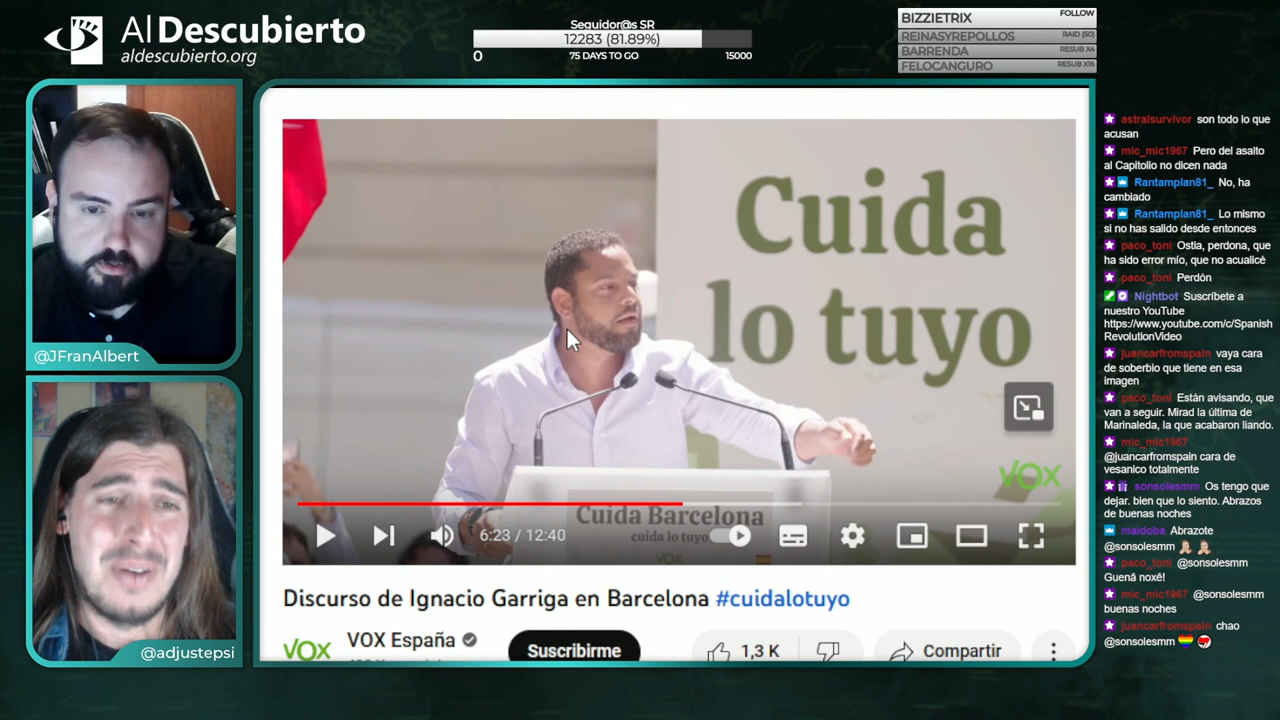 Al Descubierto
aldescubierto.org
Seguidor@s SR
12283 (81.89%)
0 75 DAYS TO GO 15000
BIZZIETRIX FOLLOW
REINASYREPOLLOS RAID (50)
BARRENDA RESUB X4
FELOCANGURO RESUB X16
@JFranAlbert
@adjustepsi
Cuida
lo tuyo
VOX
Cuida Barcelona
cuida lo tuyo
VOX
6:23 / 12:40
Discurso de Ignacio Garriga en Barcelona #cuidalotuyo
VOX
VOX España
Suscribirme
1,3 K
Compartir
astralsurvivor son todo lo que
acusan
mic_mic1967 Pero del asalto
al Capitolio no dicen nada
Rantamplan81_ No, ha
cambiado
Rantamplan81_ Lo mismo
si no has salido desde entonces
paco_toni Ostia, perdona, que
ha sido error mío, que no acualicé
paco_toni Perdón
Nightbot Suscríbete a
nuestro YouTube
https://www.youtube.com/c/Spanish
RevolutionVideo
juancarfromspain vaya cara
de soberbio que tiene en esa
imagen
paco_toni Están avisando, que
van a seguir. Mirad la última de
Marinaleda, la que acabaron liando.
mic_mic1967
@juancarfromspain cara de
vesanico totalmente
sonsolesmm Os tengo que
dejar. bien que lo siento. Abrazos
de buenas noches
maidoba Abrazote
@sonsolesmm
paco_toni @sonsolesmm
Guenâ noxê!
mic_mic1967 @sonsolesmm
buenas noches
juancarfromspain chao
@sonsolesmm